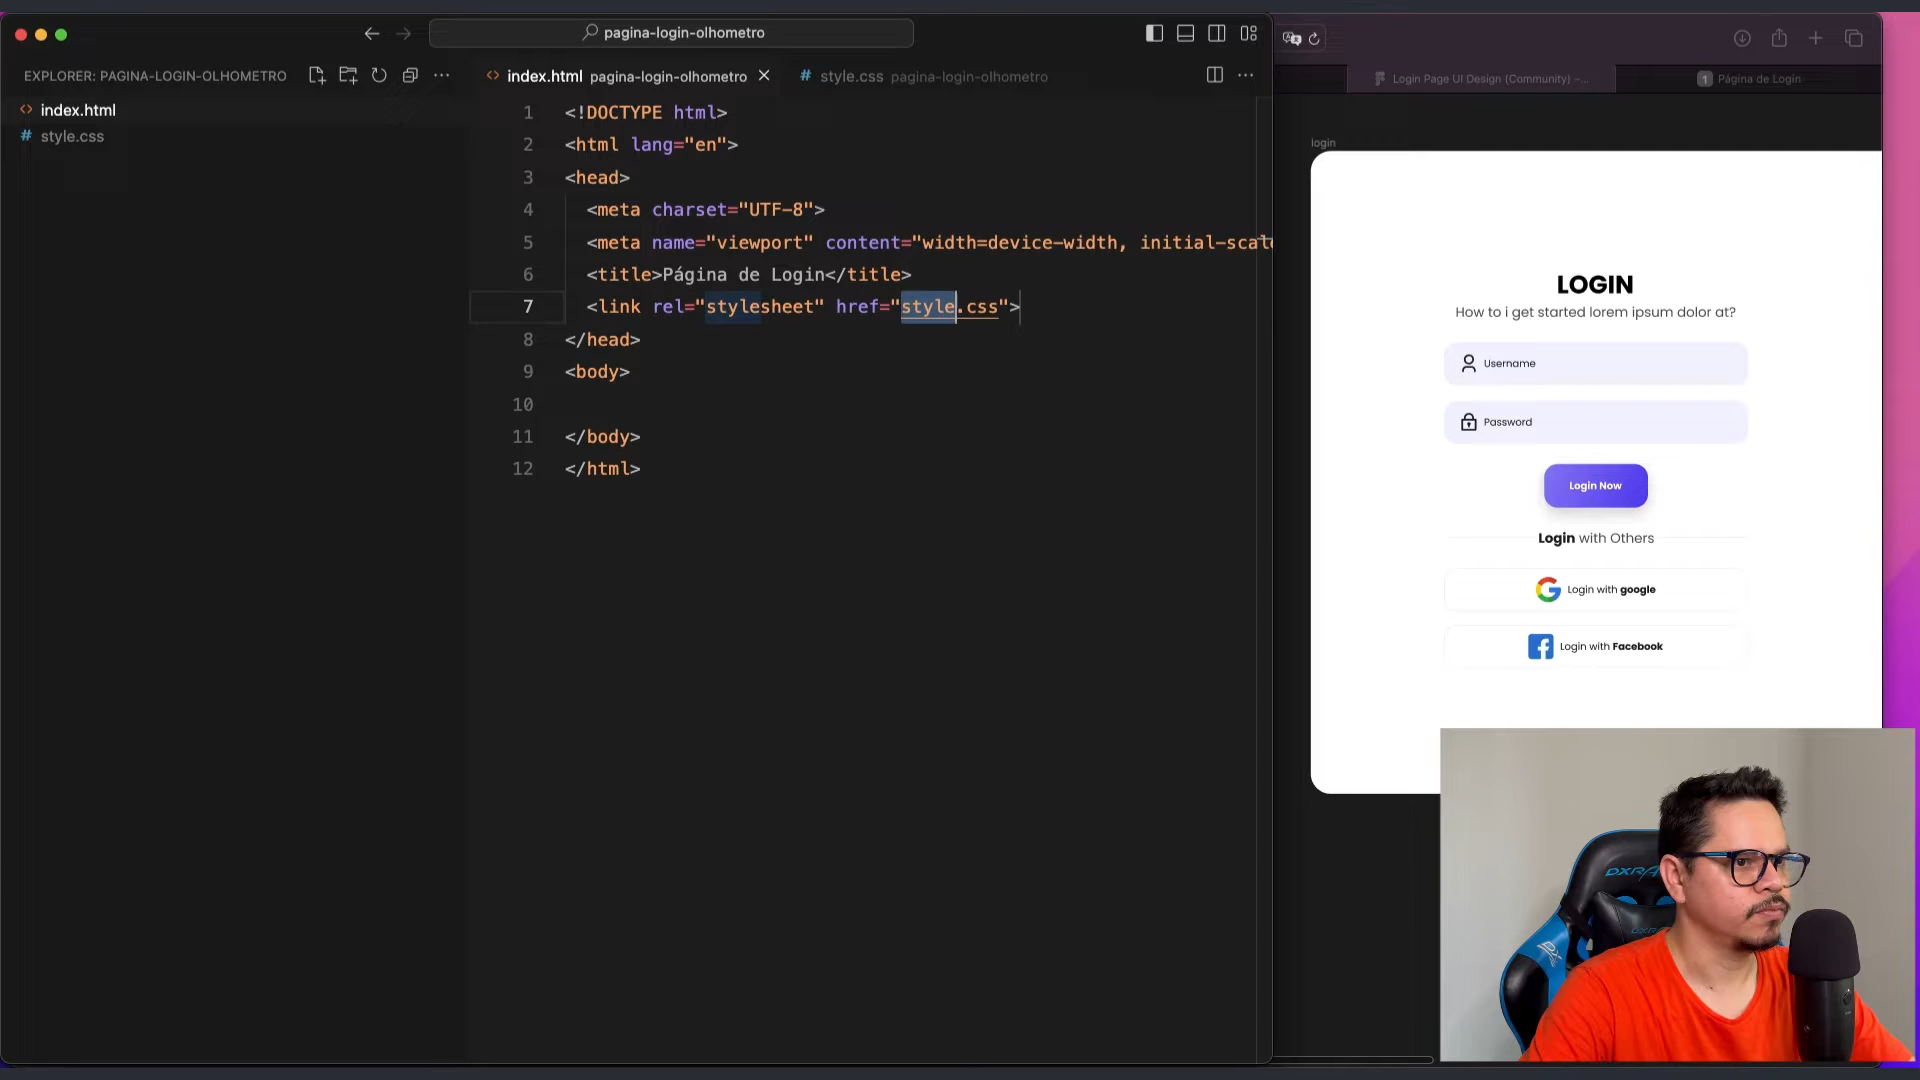 pagina-login-olhometro
EXPLORER: PAGINA-LOGIN-OLHOMETRO
index.html
style.css
index.html pagina-login-olhometro
style.css pagina-login-olhometro
1 <!DOCTYPE html>
2 <html lang="en">
3 <head>
4 <meta charset="UTF-8">
5 <meta name="viewport" content="width=device-width, initial-scale
6 <title>Página de Login</title>
7 <link rel="stylesheet" href="style.css">
8 </head>
9 <body>
10
11 </body>
12 </html>
Login Page UI Design (Community) –...
1 Página de Login
login
LOGIN
How to i get started lorem ipsum dolor at?
Username
Password
Login Now
Login with Others
Login with google
Login with Facebook
DXRA
DX